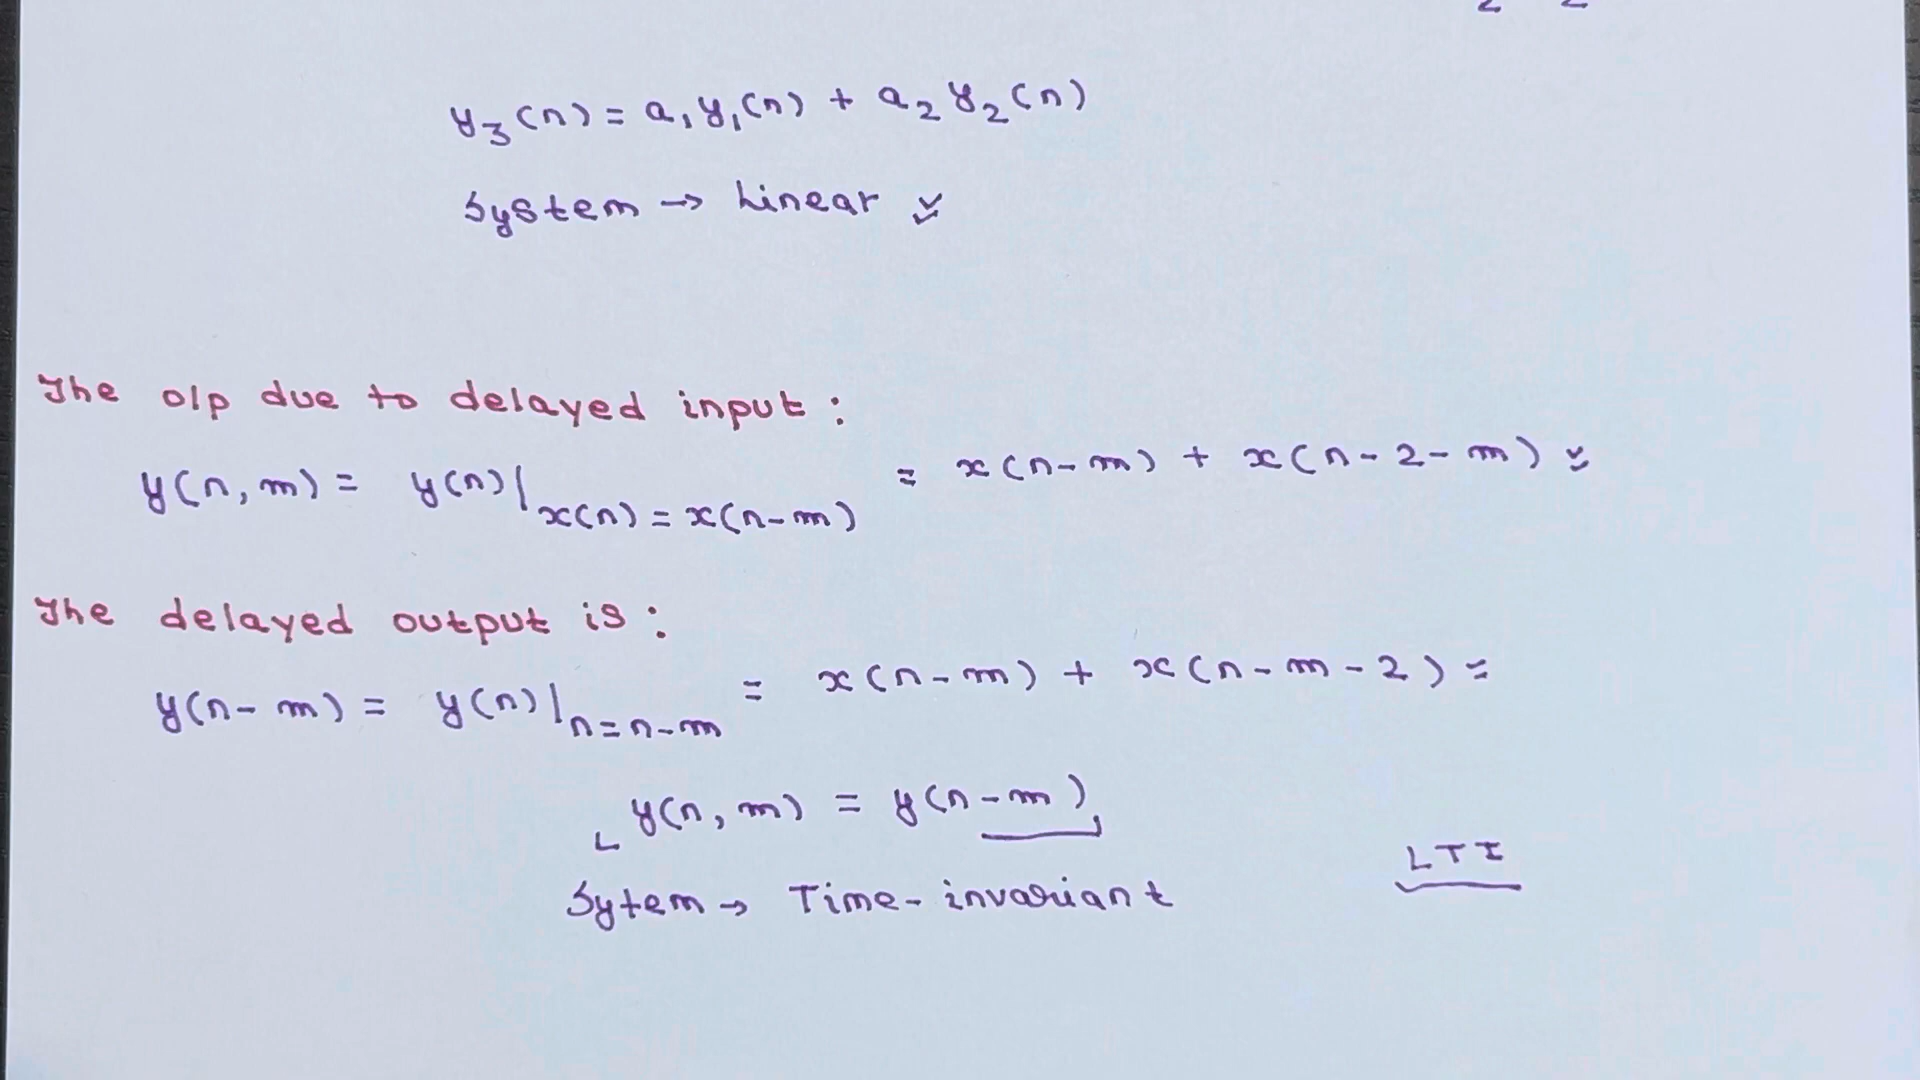 y₃(n) = a₁y₁(n) + a₂y₂(n)
System → Linear
The o/p due to delayed input :
y(n, m) = y(n)|x(n) = x(n-m) = x(n-m) + x(n-2-m)
The delayed output is :
y(n-m) = y(n)|n=n-m = x(n-m) + x(n-m-2)
y(n, m) = y(n-m)
LTI
Sytem → Time-invariant